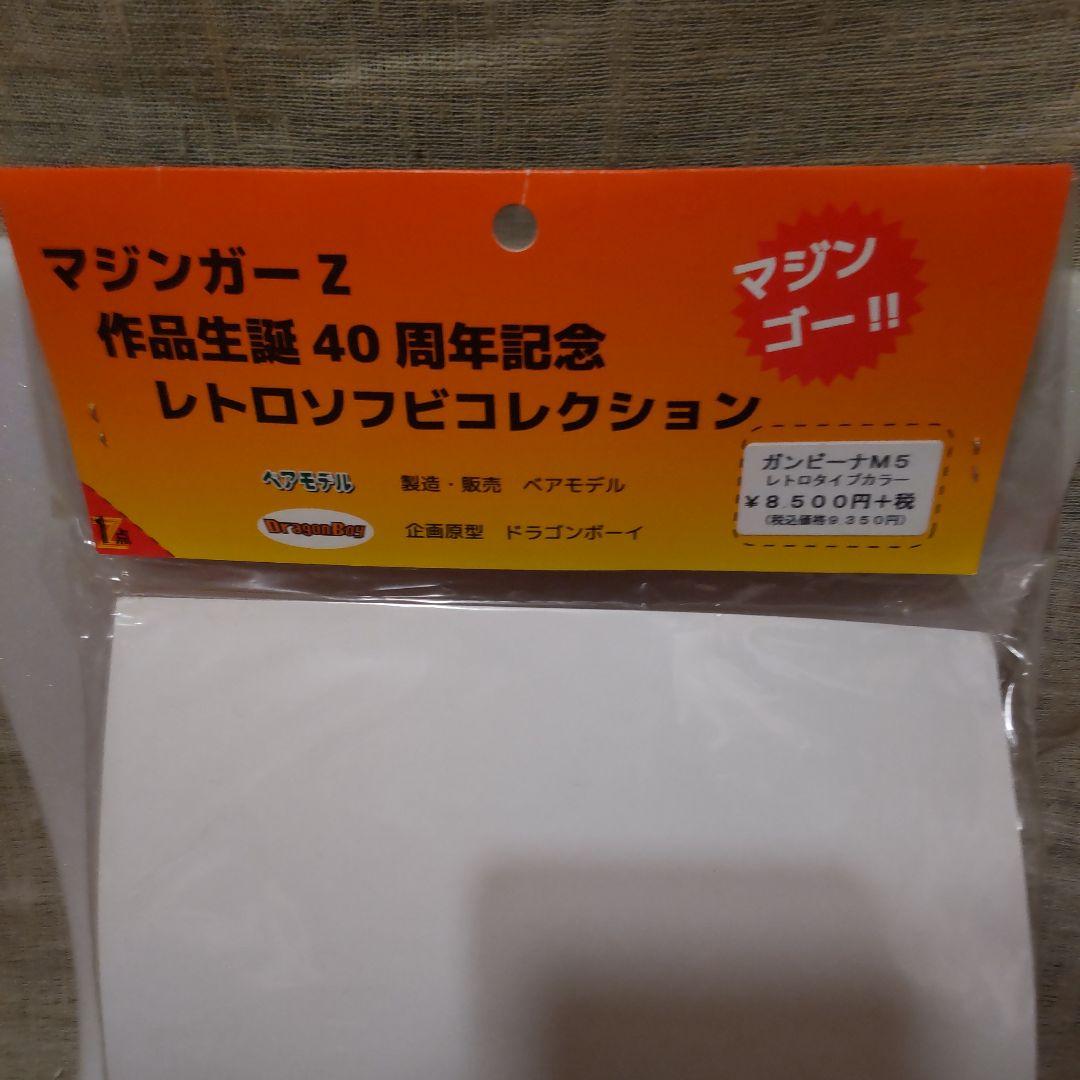 マジンガーZ
作品生誕40周年記念
レトロソフビコレクション
マジン
ゴー!!
ベアモデル 製造・販売 ベアモデル
DragonBoy 企画原型 ドラゴンボーイ
ガンビーナM5
レトロタイプカラー
¥8,500円+税
(税込価格9,350円)
点